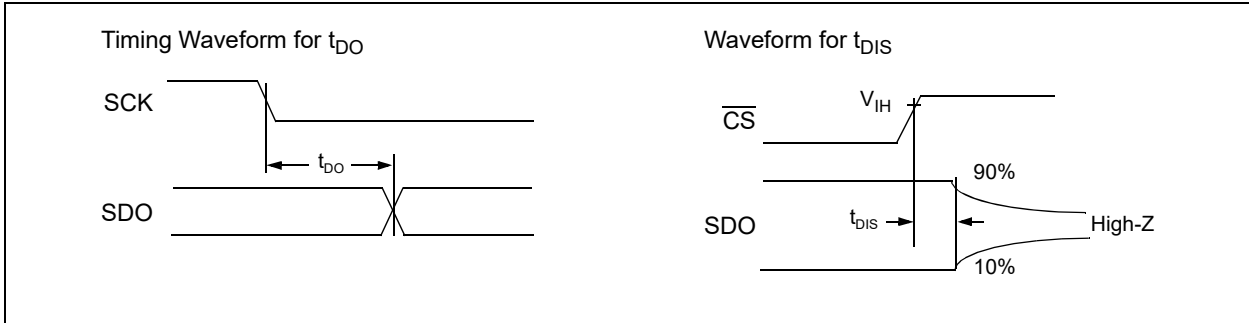 Timing Waveform for tDO
SCK
tDO
SDO
Waveform for tDIS
CS
VIH
90%
SDO
tDIS
High-Z
10%